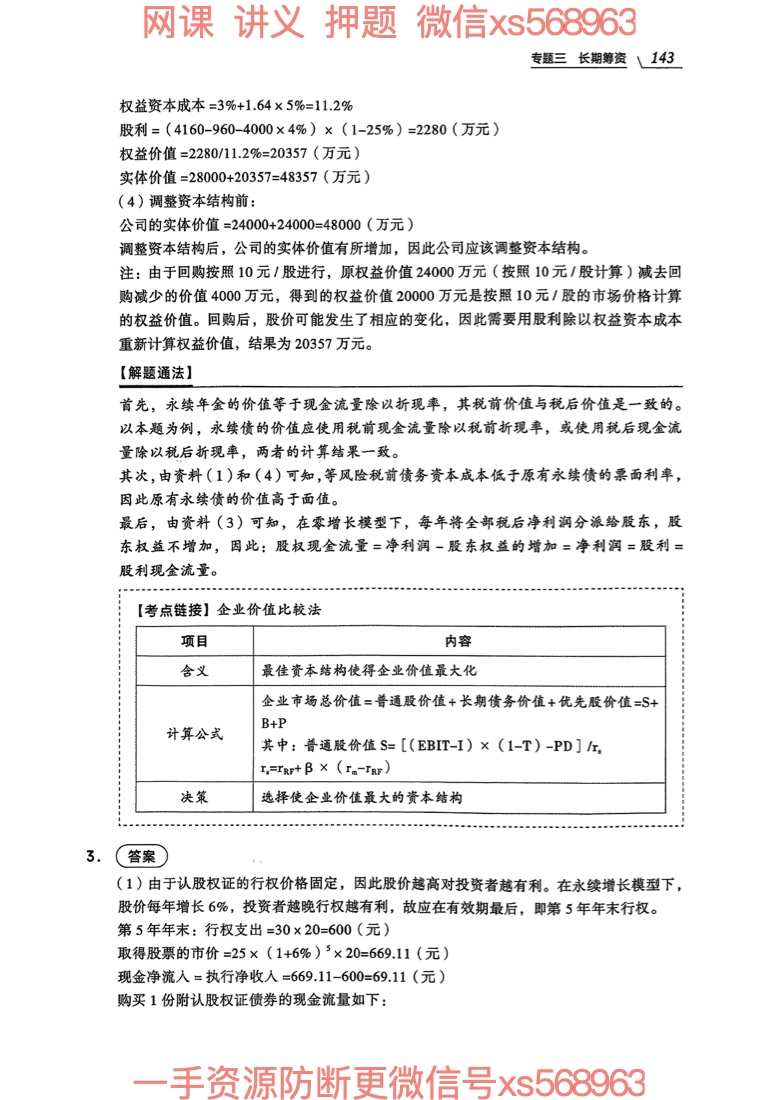 网课 讲义 押题 微信xs568963
专题三 长期筹资 143
权益资本成本 =3%+1.64×5%=11.2%
股利 =（4160-960-4000×4%）×（1-25%）=2280（万元）
权益价值 =2280/11.2%=20357（万元）
实体价值 =28000+20357=48357（万元）
（4）调整资本结构前：
公司的实体价值 =24000+24000=48000（万元）
调整资本结构后，公司的实体价值有所增加，因此公司应该调整资本结构。
注：由于回购按照 10 元 / 股进行，原权益价值 24000 万元（按照 10 元 / 股计算）减去回
购减少的价值 4000 万元，得到的权益价值 20000 万元是按照 10 元 / 股的市场价格计算
的权益价值。回购后，股价可能发生了相应的变化，因此需要用股利除以权益资本成本
重新计算权益价值，结果为 20357 万元。
【解题通法】
首先，永续年金的价值等于现金流量除以折现率，其税前价值与税后价值是一致的。
以本题为例，永续债的价值应使用税前现金流量除以税前折现率，或使用税后现金流
量除以税后折现率，两者的计算结果一致。
其次，由资料（1）和（4）可知，等风险税前债务资本成本低于原有永续债的票面利率，
因此原有永续债的价值高于面值。
最后，由资料（3）可知，在零增长模型下，每年将全部税后净利润分派给股东，股
东权益不增加，因此：股权现金流量 = 净利润 - 股东权益的增加 = 净利润 = 股利 =
股利现金流量。
【考点链接】企业价值比较法
项目 内容
含义 最佳资本结构使得企业价值最大化
计算公式 企业市场总价值 = 普通股价值 + 长期债务价值 + 优先股价值 =S+
B+P
其中：普通股价值 S=［（EBIT-I）×（1-T）-PD］/rₛ
rₛ=r_RF+β×（rₘ-r_RF）
决策 选择使企业价值最大的资本结构
3. 答案
（1）由于认股权证的行权价格固定，因此股价越高对投资者越有利。在永续增长模型下，
股价每年增长 6%，投资者越晚行权越有利，故应在有效期最后，即第 5 年年末行权。
第 5 年年末：行权支出 =30×20=600（元）
取得股票的市价 =25×（1+6%）⁵×20=669.11（元）
现金净流入 = 执行净收入 =669.11-600=69.11（元）
购买 1 份附认股权证债券的现金流量如下：
一手资源防断更微信号xs568963